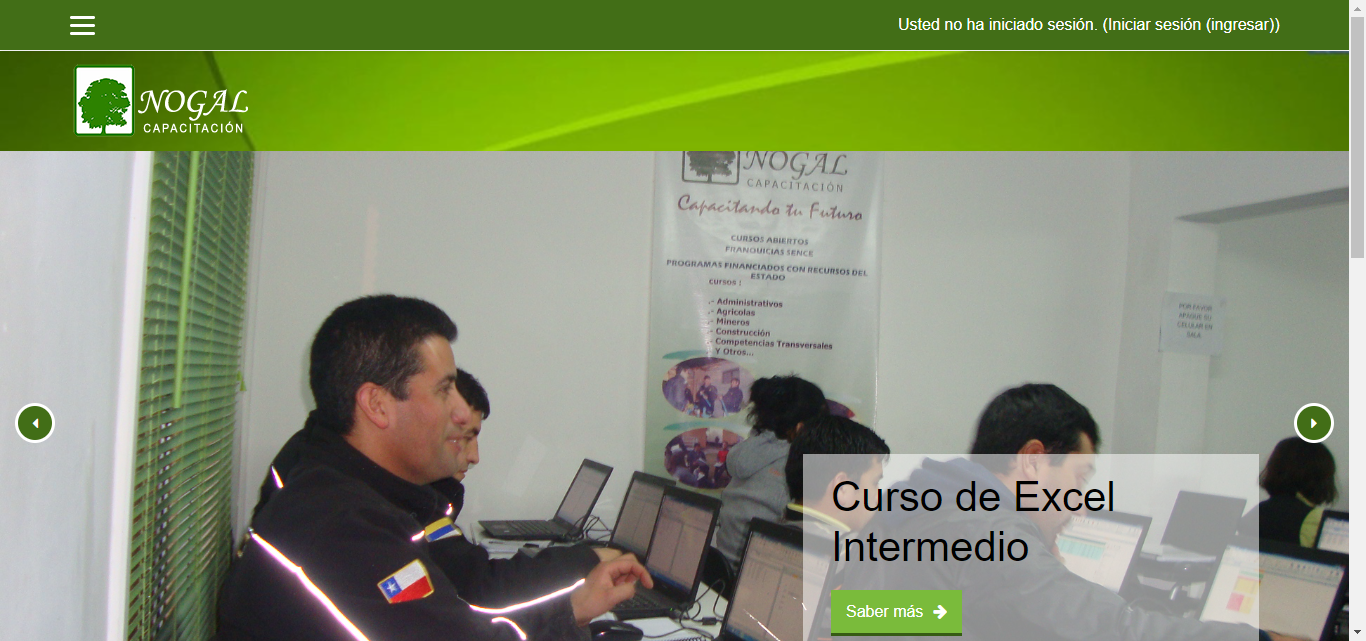 Usted no ha iniciado sesión. (Iniciar sesión (ingresar))
NOGAL
CAPACITACIÓN
NOGAL
CAPACITACIÓN
Capacitando tu Futuro
CURSOS ABIERTOS
FRANQUICIAS SENCE
PROGRAMAS FINANCIADOS CON RECURSOS DEL
ESTADO
CURSOS :
.- Administrativos
.- Agricolas
.- Mineros
.- Construcción
.- Competencias Transversales
Y Otros...
POR FAVOR
APAGUE SU
CELULAR EN
SALA
Curso de Excel
Intermedio
Saber más